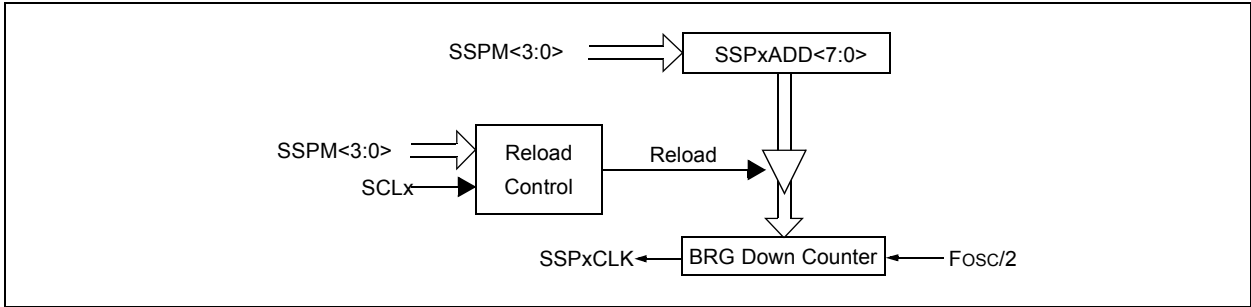 SSPM<3:0>
SSPxADD<7:0>
SSPM<3:0>
SCLx
Reload
Control
Reload
SSPxCLK
BRG Down Counter
FOSC/2